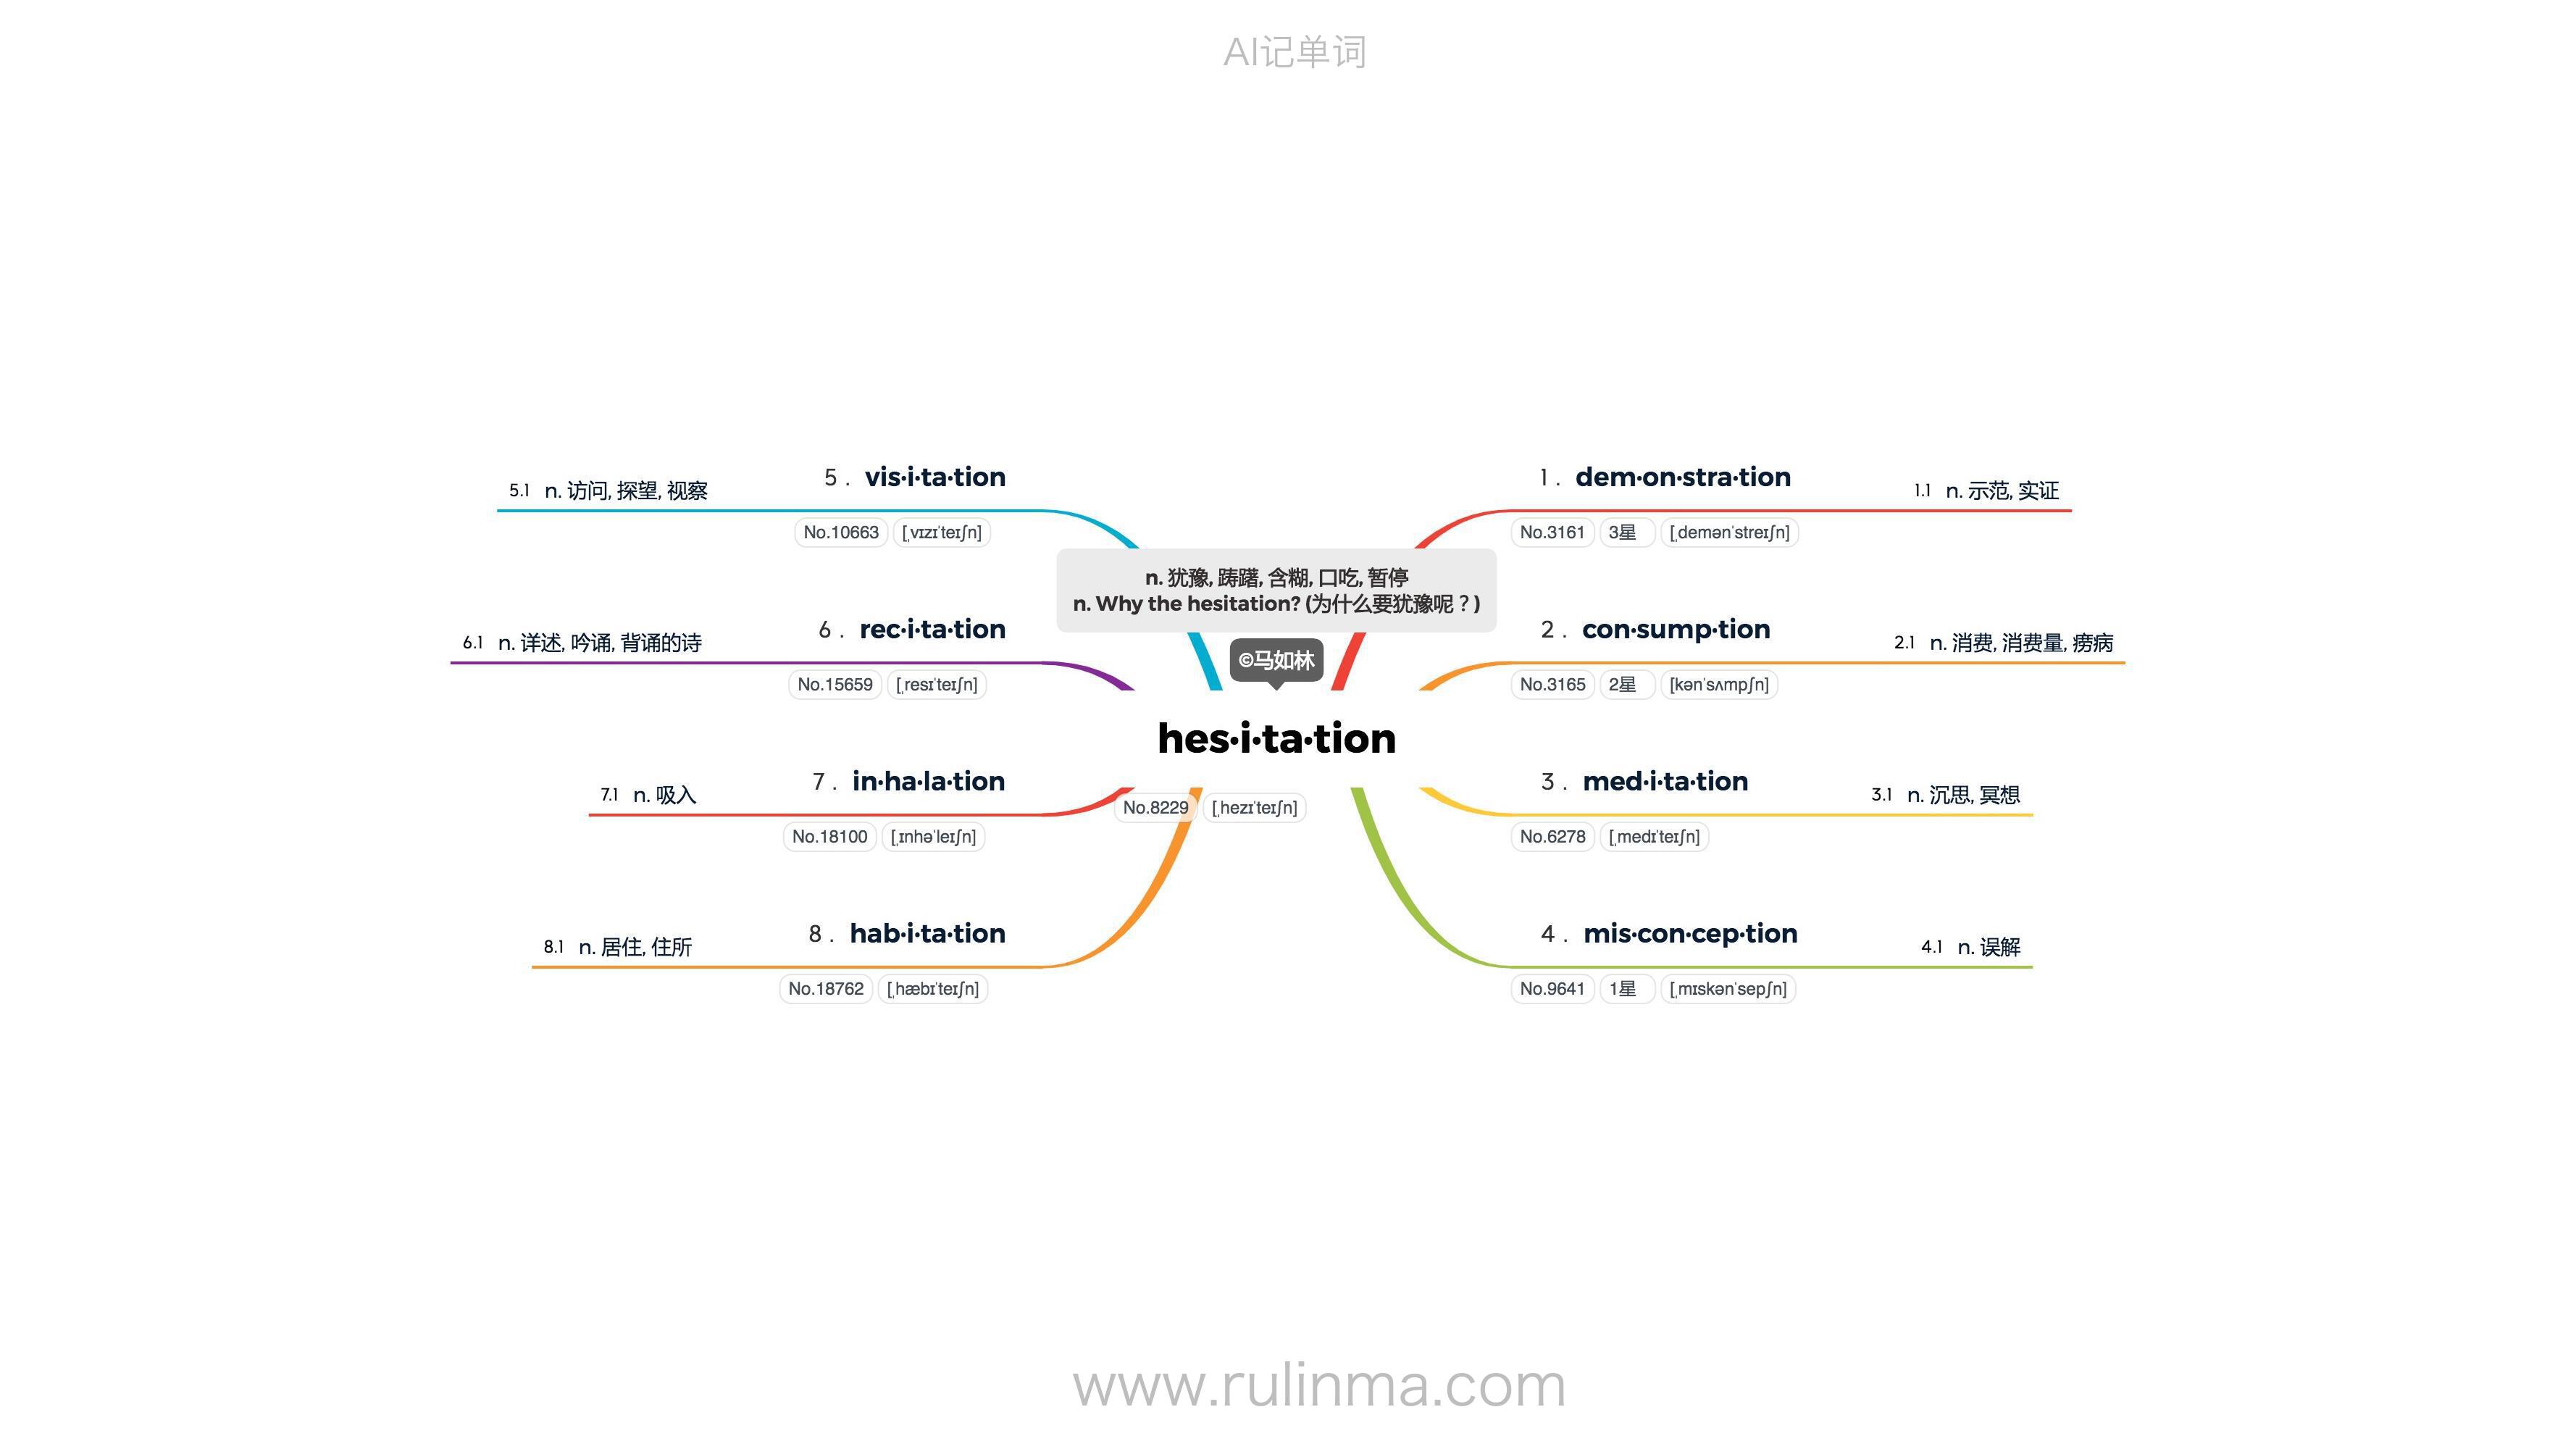 AI记单词
n. 犹豫, 踌躇, 含糊, 口吃, 暂停
n. Why the hesitation? (为什么要犹豫呢？)
©马如林
hes·i·ta·tion
No.8229 [ˌhezɪˈteɪʃn]
1 . dem·on·stra·tion
No.3161 3星 [ˌdemənˈstreɪʃn]
1.1 n. 示范, 实证
2 . con·sump·tion
No.3165 2星 [kənˈsʌmpʃn]
2.1 n. 消费, 消费量, 痨病
3 . med·i·ta·tion
No.6278 [ˌmedɪˈteɪʃn]
3.1 n. 沉思, 冥想
4 . mis·con·cep·tion
No.9641 1星 [ˌmɪskənˈsepʃn]
4.1 n. 误解
5 . vis·i·ta·tion
No.10663 [ˌvɪzɪˈteɪʃn]
5.1 n. 访问, 探望, 视察
6 . rec·i·ta·tion
No.15659 [ˌresɪˈteɪʃn]
6.1 n. 详述, 吟诵, 背诵的诗
7 . in·ha·la·tion
No.18100 [ˌɪnhəˈleɪʃn]
7.1 n. 吸入
8 . hab·i·ta·tion
No.18762 [ˌhæbɪˈteɪʃn]
8.1 n. 居住, 住所
www.rulinma.com